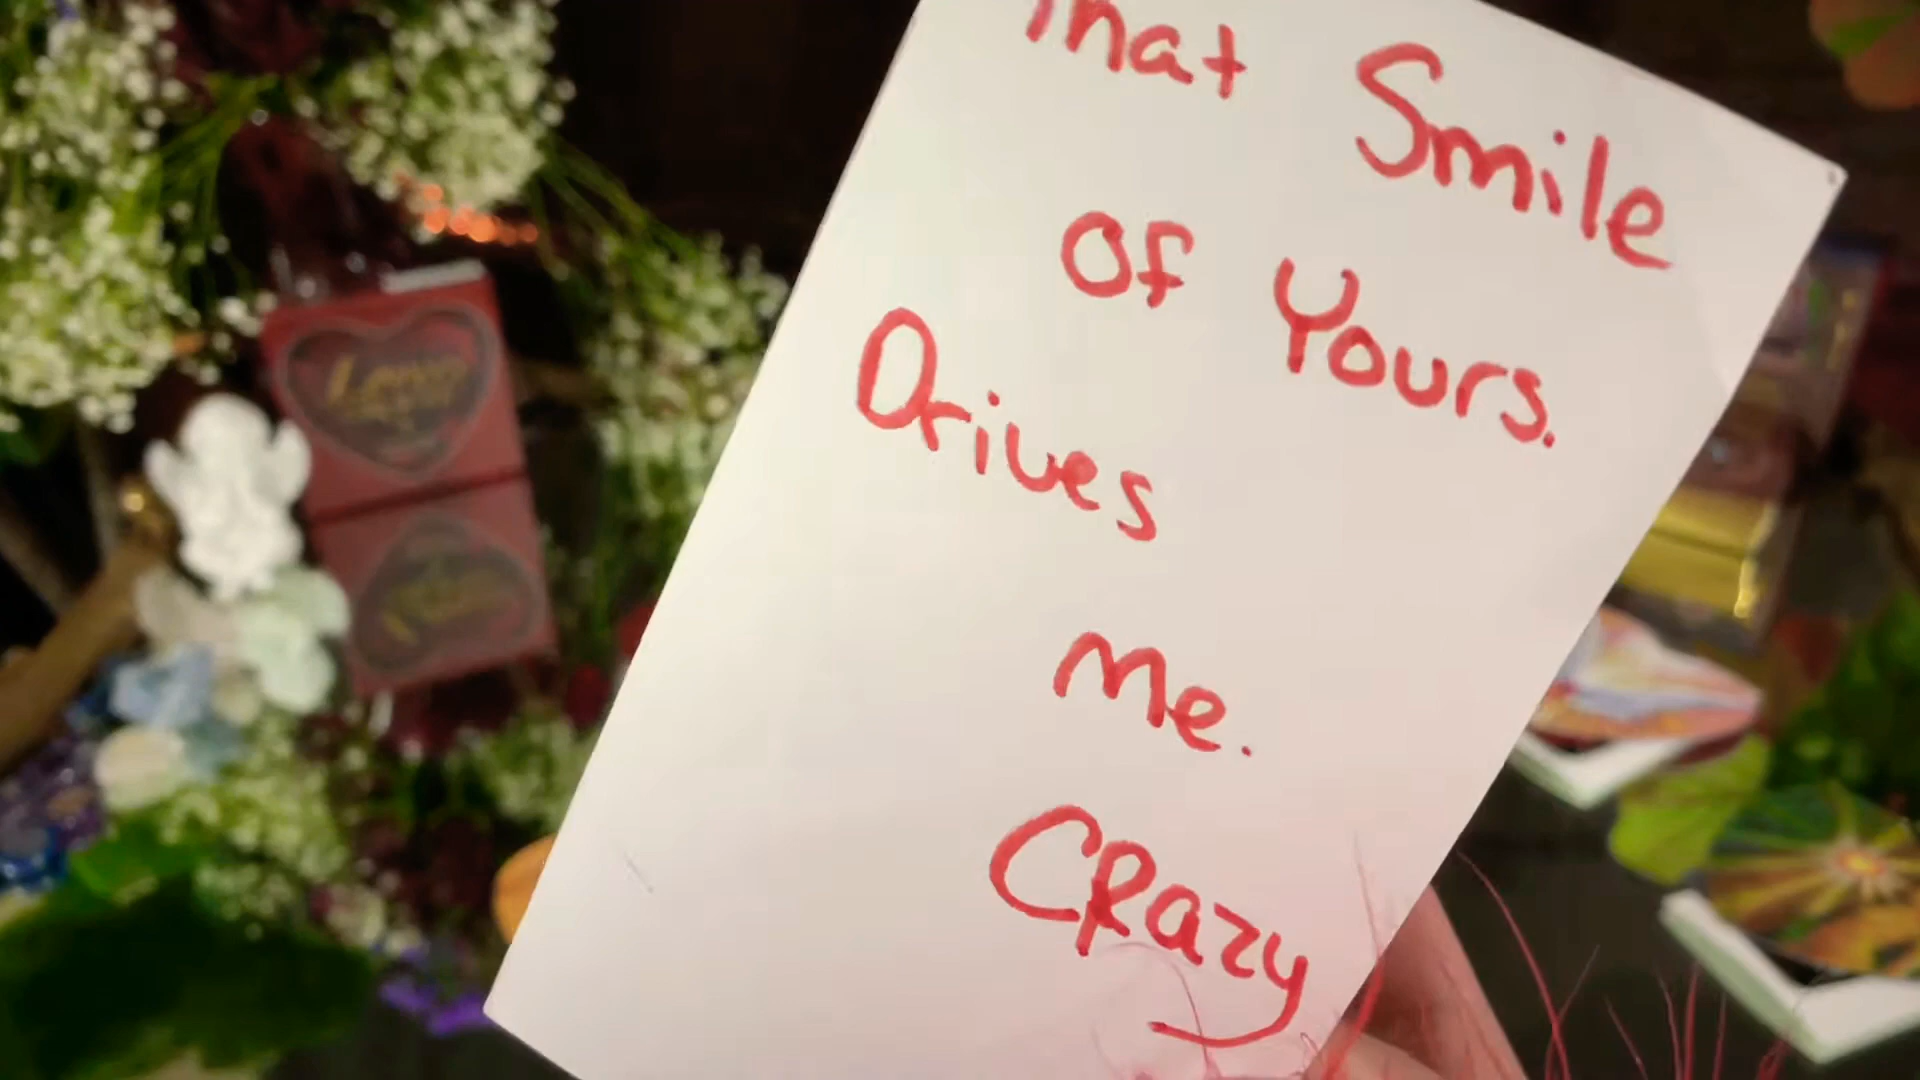 That Smile
Of Yours.
Drives
Me.
CRazy